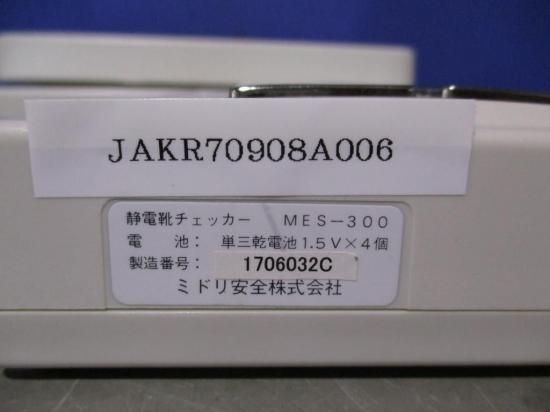 JAKR70908A006
静電靴チェッカー　ＭＥＳ－３００
電　池：　単三乾電池１.５Ｖ×４個
製造番号：　1706032C
ミドリ安全株式会社